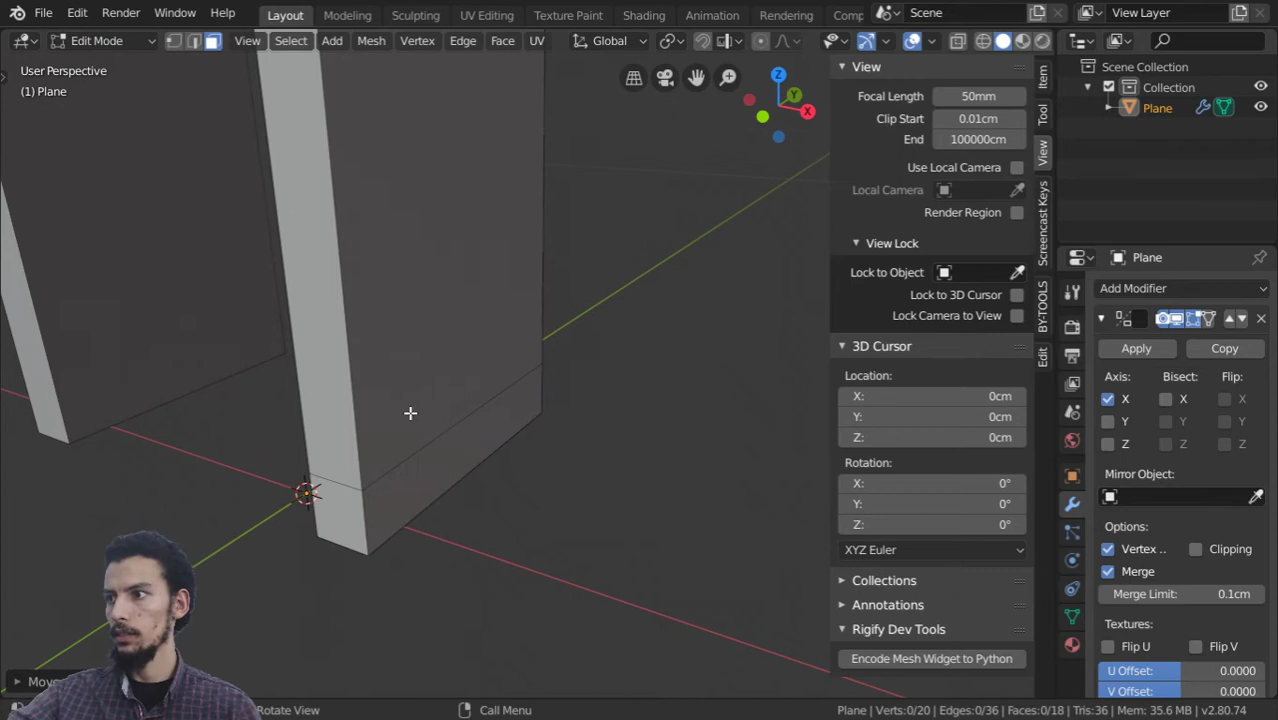 File Edit Render Window Help Layout Modeling Sculpting UV Editing Texture Paint Shading Animation Rendering Comp Scene View Layer
Edit Mode View Select Add Mesh Vertex Edge Face UV Global
User Perspective
(1) Plane
X
Y
Z
View
Focal Length 50mm
Clip Start 0.01cm
End 100000cm
Use Local Camera
Local Camera
Render Region
View Lock
Lock to Object
Lock to 3D Cursor
Lock Camera to View
3D Cursor
Location:
X: 0cm
Y: 0cm
Z: 0cm
Rotation:
X: 0°
Y: 0°
Z: 0°
XYZ Euler
Collections
Annotations
Rigify Dev Tools
Encode Mesh Widget to Python
Item
Tool
View
Screencast Keys
BY-TOOLS
Edit
Scene Collection
Collection
Plane
Plane
Add Modifier
Apply Copy
Axis: Bisect: Flip:
X X X
Y Y Y
Z Z Z
Mirror Object:
Options:
Vertex .. Clipping
Merge
Merge Limit: 0.1cm
Textures:
Flip U Flip V
U Offset: 0.0000
V Offset: 0.0000
Mov
Rotate View Call Menu Plane | Verts:0/20 | Edges:0/36 | Faces:0/18 | Tris:36 | Mem: 35.6 MB | v2.80.74